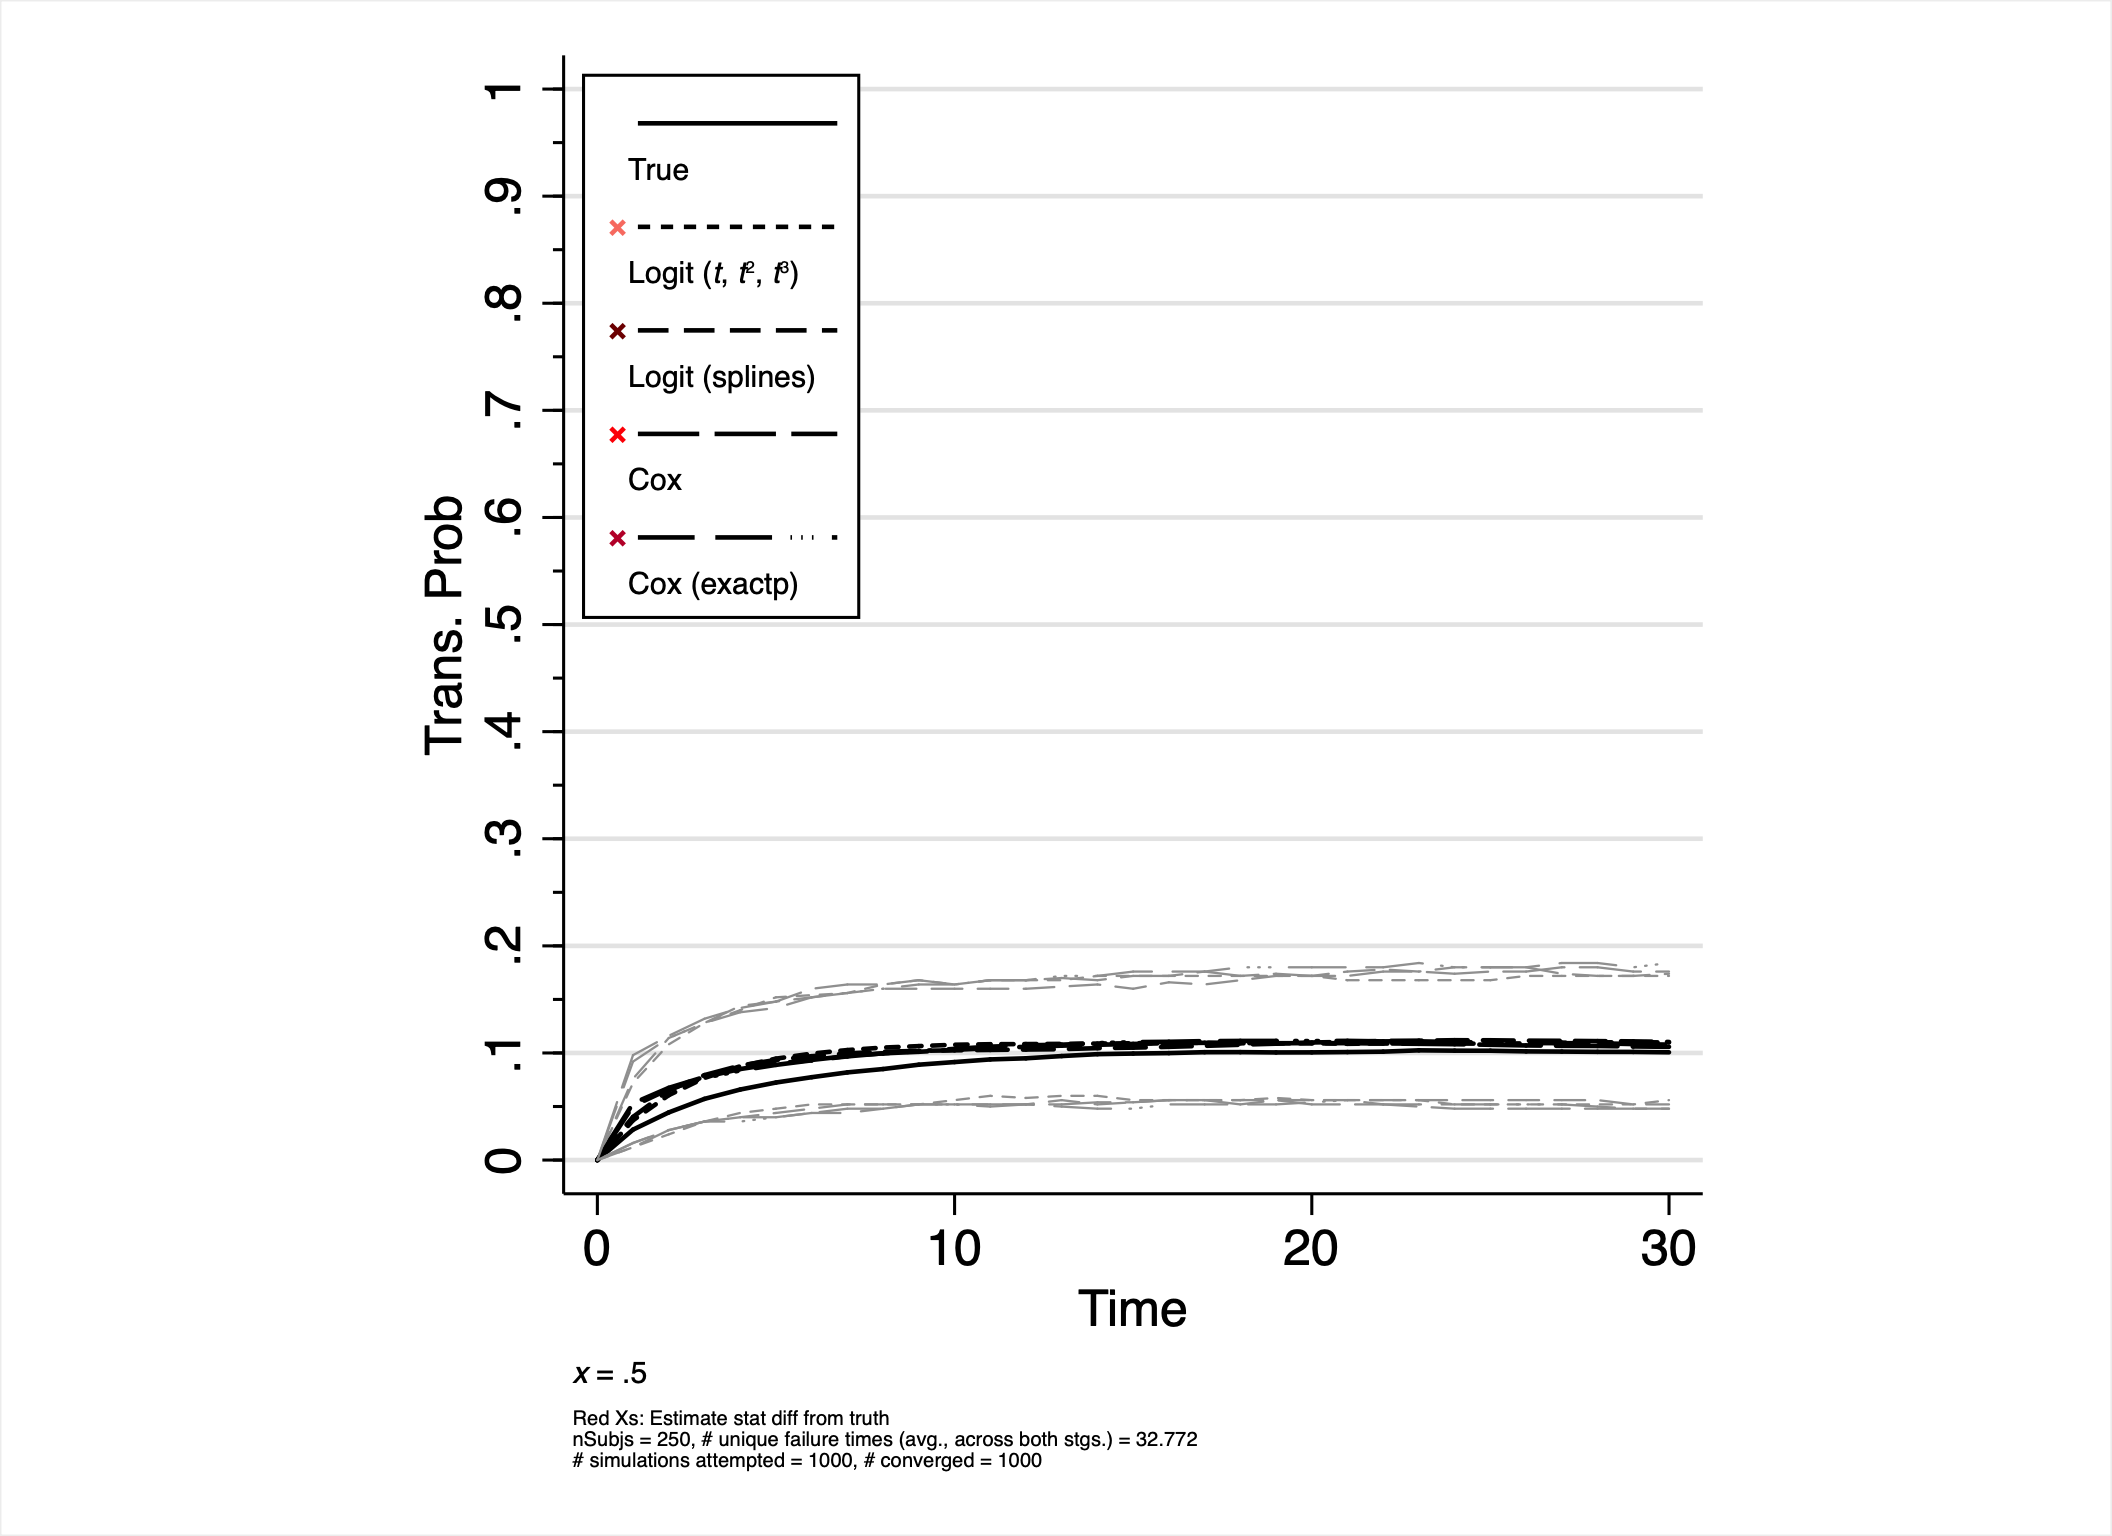 1
.9
.8
.7
.6
.5
.4
.3
.2
.1
0
Trans. Prob
True
Logit (t, t², t³)
Logit (splines)
Cox
Cox (exactp)
0 10 20 30
Time
x = .5
Red Xs: Estimate stat diff from truth
nSubjs = 250, # unique failure times (avg., across both stgs.) = 32.772
# simulations attempted = 1000, # converged = 1000